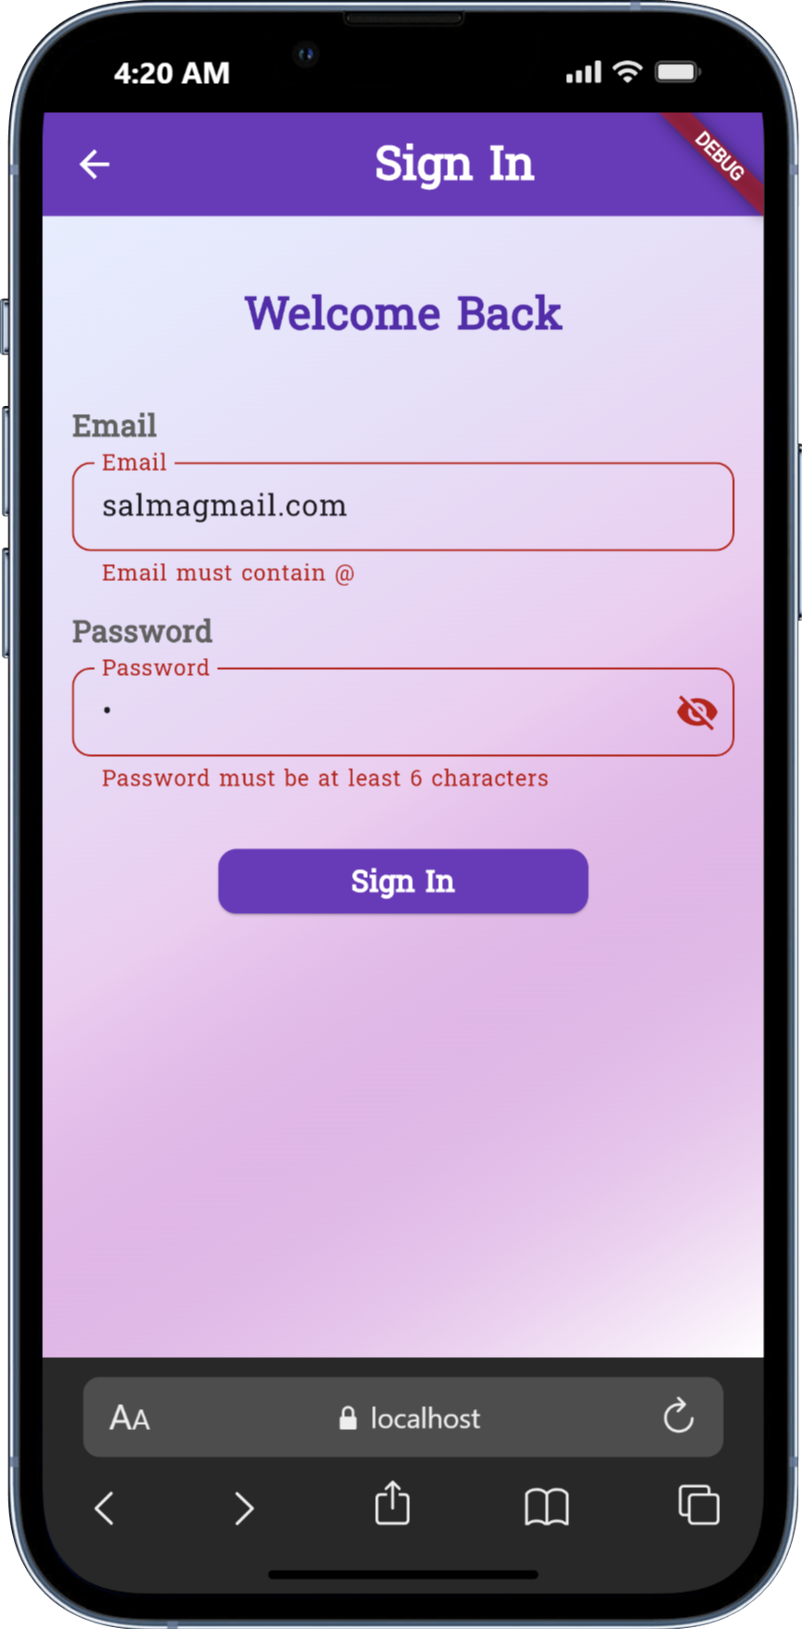 4:20 AM
Sign In
DEBUG
Welcome Back
Email
Email
salmagmail.com
Email must contain @
Password
Password
•
Password must be at least 6 characters
Sign In
AA
localhost